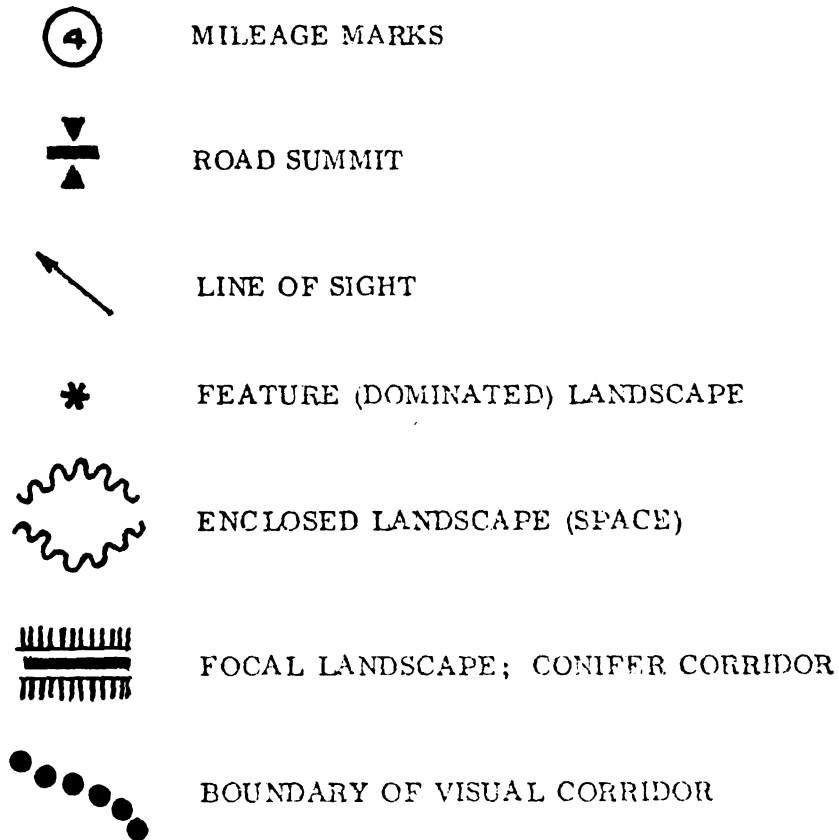 4 MILEAGE MARKS
ROAD SUMMIT
LINE OF SIGHT
FEATURE (DOMINATED) LANDSCAPE
ENCLOSED LANDSCAPE (SPACE)
FOCAL LANDSCAPE; CONIFER CORRIDOR
BOUNDARY OF VISUAL CORRIDOR